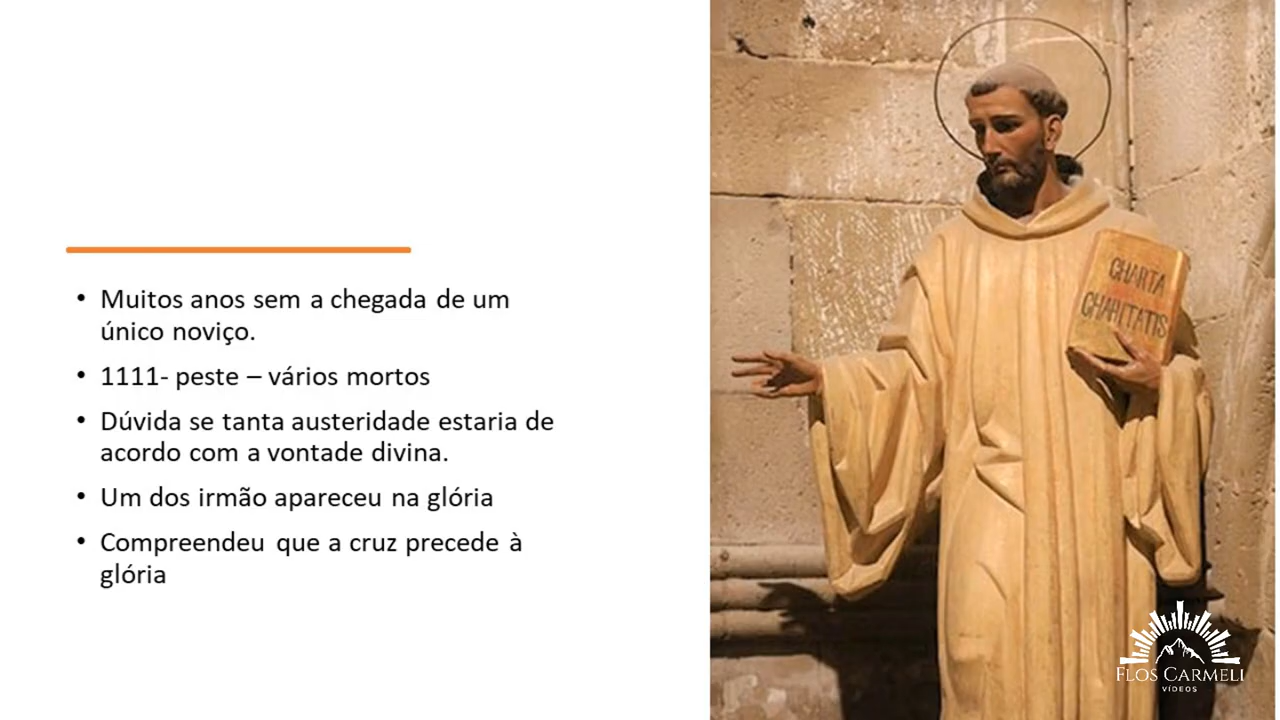 • Muitos anos sem a chegada de um
único noviço.
• 1111- peste – vários mortos
• Dúvida se tanta austeridade estaria de
acordo com a vontade divina.
• Um dos irmão apareceu na glória
• Compreendeu que a cruz precede à
glória
CHARTA
CHARITATIS
FLOS CARMELI
VÍDEOS